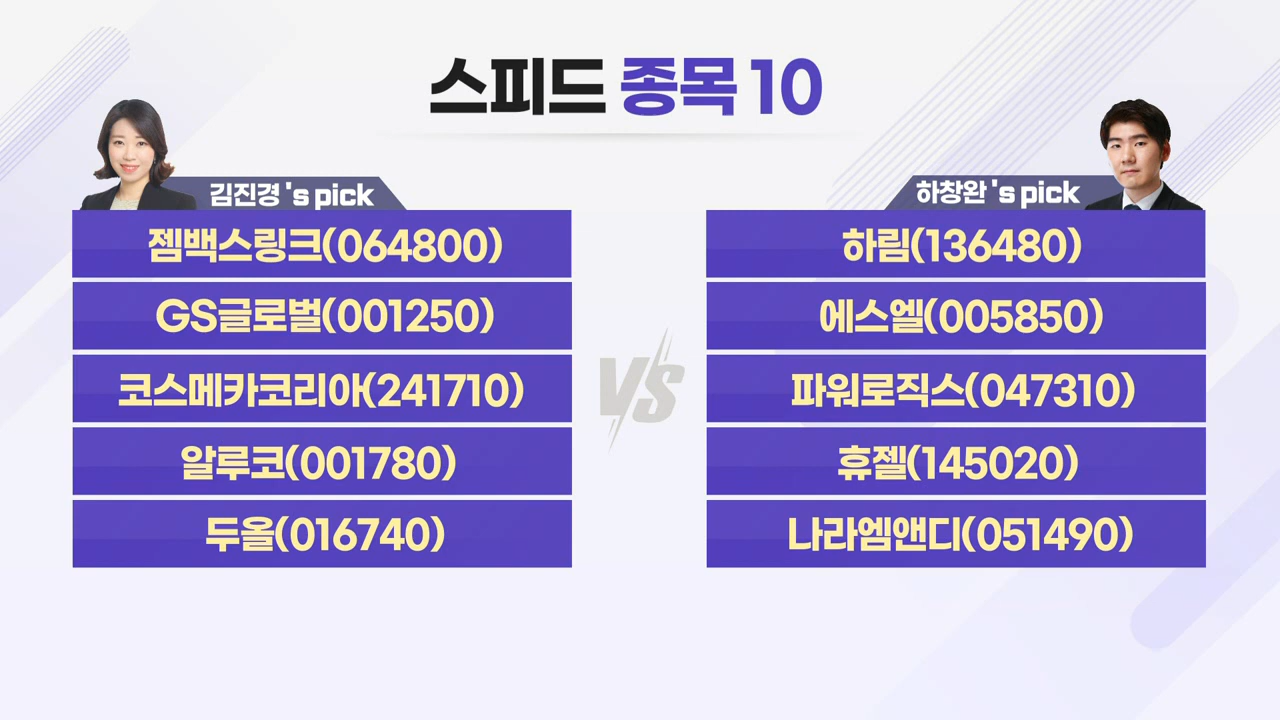 스피드 종목 10
김진경 's pick
젬백스링크(064800)
GS글로벌(001250)
코스메카코리아(241710)
알루코(001780)
두올(016740)
VS
하창완 's pick
하림(136480)
에스엘(005850)
파워로직스(047310)
휴젤(145020)
나라엠앤디(051490)